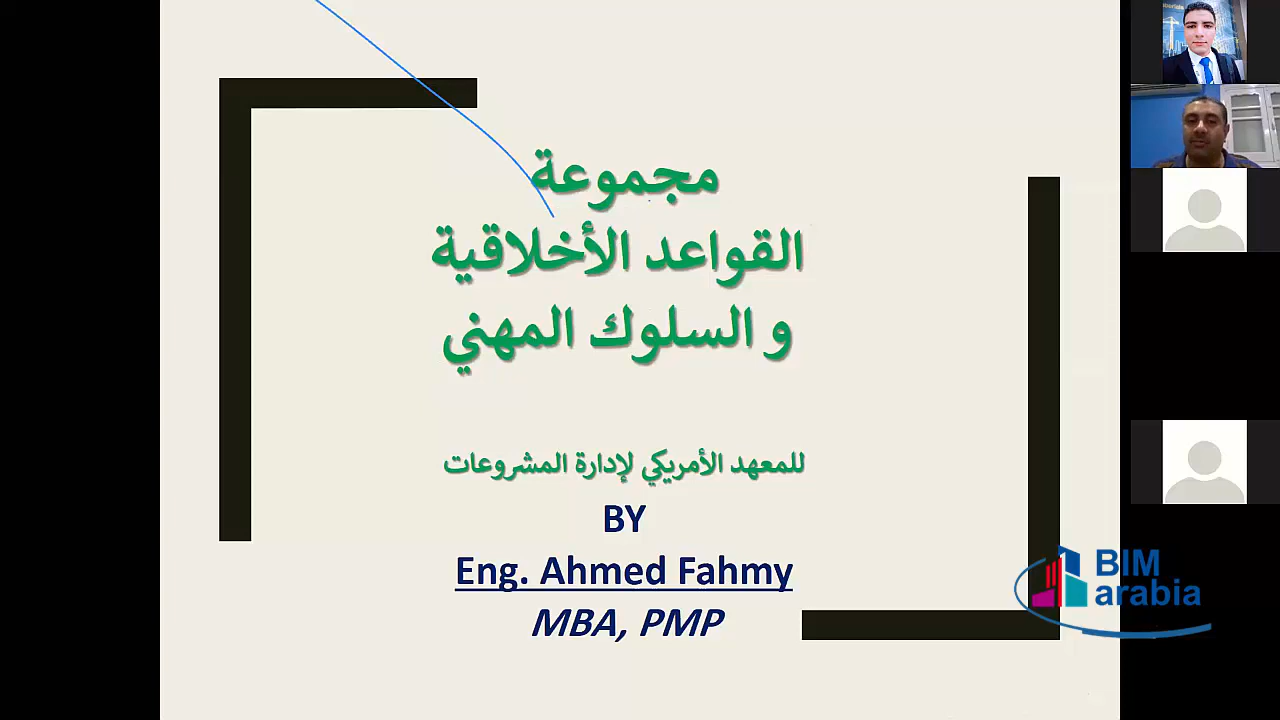 مجموعة
القواعد الأخلاقية
و السلوك المهني
للمعهد الأمريكي لإدارة المشروعات
BY
Eng. Ahmed Fahmy
MBA, PMP
BIM
arabia